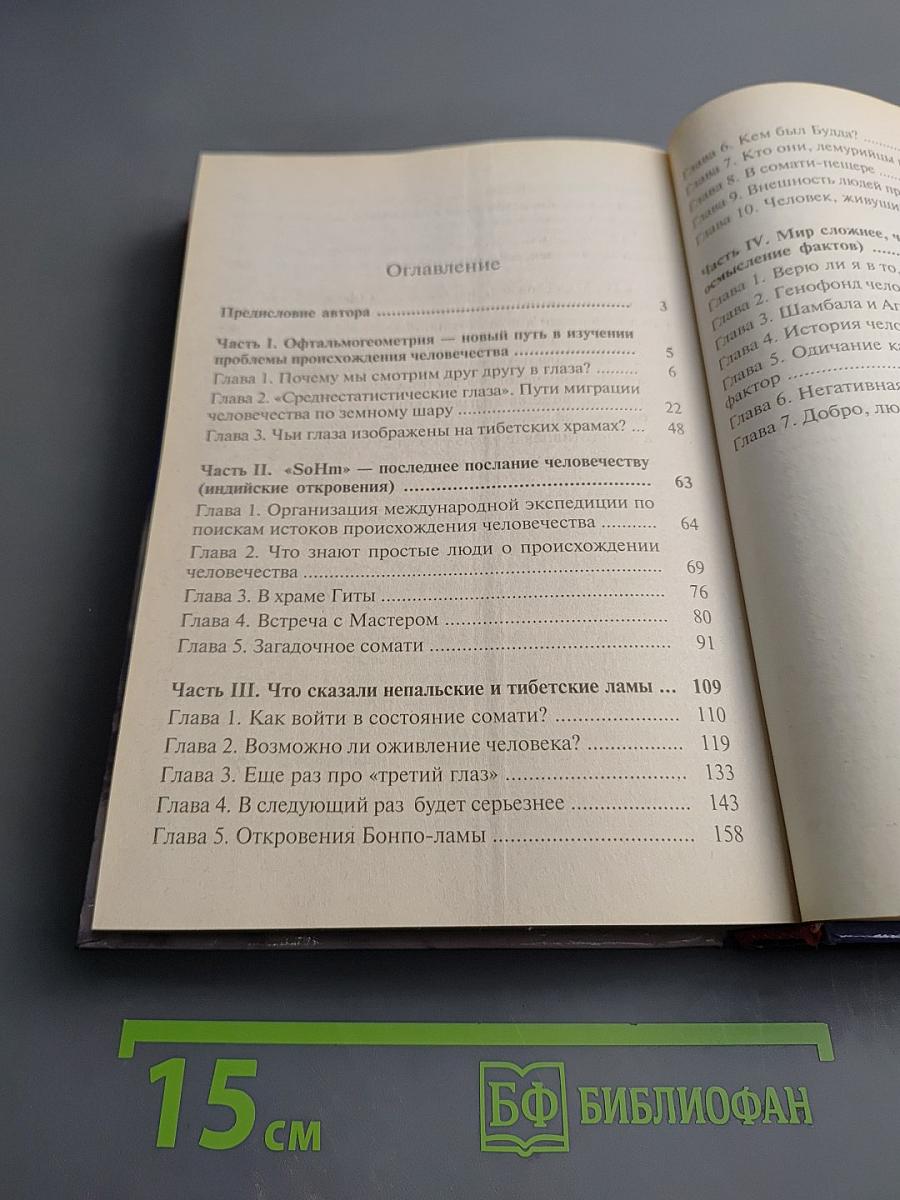 Оглавление
Предисловие автора ........................................ 3
Часть I. Офтальмогеометрия — новый путь в изучении
проблемы происхождения человечества .................... 5
Глава 1. Почему мы смотрим друг другу в глаза? ......... 6
Глава 2. «Среднестатистические глаза». Пути миграции
человечества по земному шару ............................. 22
Глава 3. Чьи глаза изображены на тибетских храмах? ... 48
Часть II. «SoHm» — последнее послание человечеству
(индийские откровения) ........................................ 63
Глава 1. Организация международной экспедиции по
поискам истоков происхождения человечества ........... 64
Глава 2. Что знают простые люди о происхождении
человечества ........................................................ 69
Глава 3. В храме Гиты ............................................. 76
Глава 4. Встреча с Мастером .................................... 80
Глава 5. Загадочное сомати ...................................... 91
Часть III. Что сказали непальские и тибетские ламы ... 109
Глава 1. Как войти в состояние сомати? ................... 110
Глава 2. Возможно ли оживление человека? .............. 119
Глава 3. Еще раз про «третий глаз» ........................... 133
Глава 4. В следующий раз будет серьезнее .................. 143
Глава 5. Откровения Бонпо-ламы ............................... 158
Глава 6. Кем был Будда? ..........
Глава 7. Кто они, лемурийцы
Глава 8. В сомати-пещере ......
Глава 9. Внешность людей
Глава 10. Человек,
Часть IV. Мир сложнее,
осмысление фактов) ......
Глава 1. Верю ли я в то,
Глава 2. Генофонд
Глава 3. Шамбала и
Глава 4. История
Глава 5. Одичание
фактор ..............
Глава 6. Негативная
Глава 7. Добро,
15 см
БФ БИБЛИОФАН